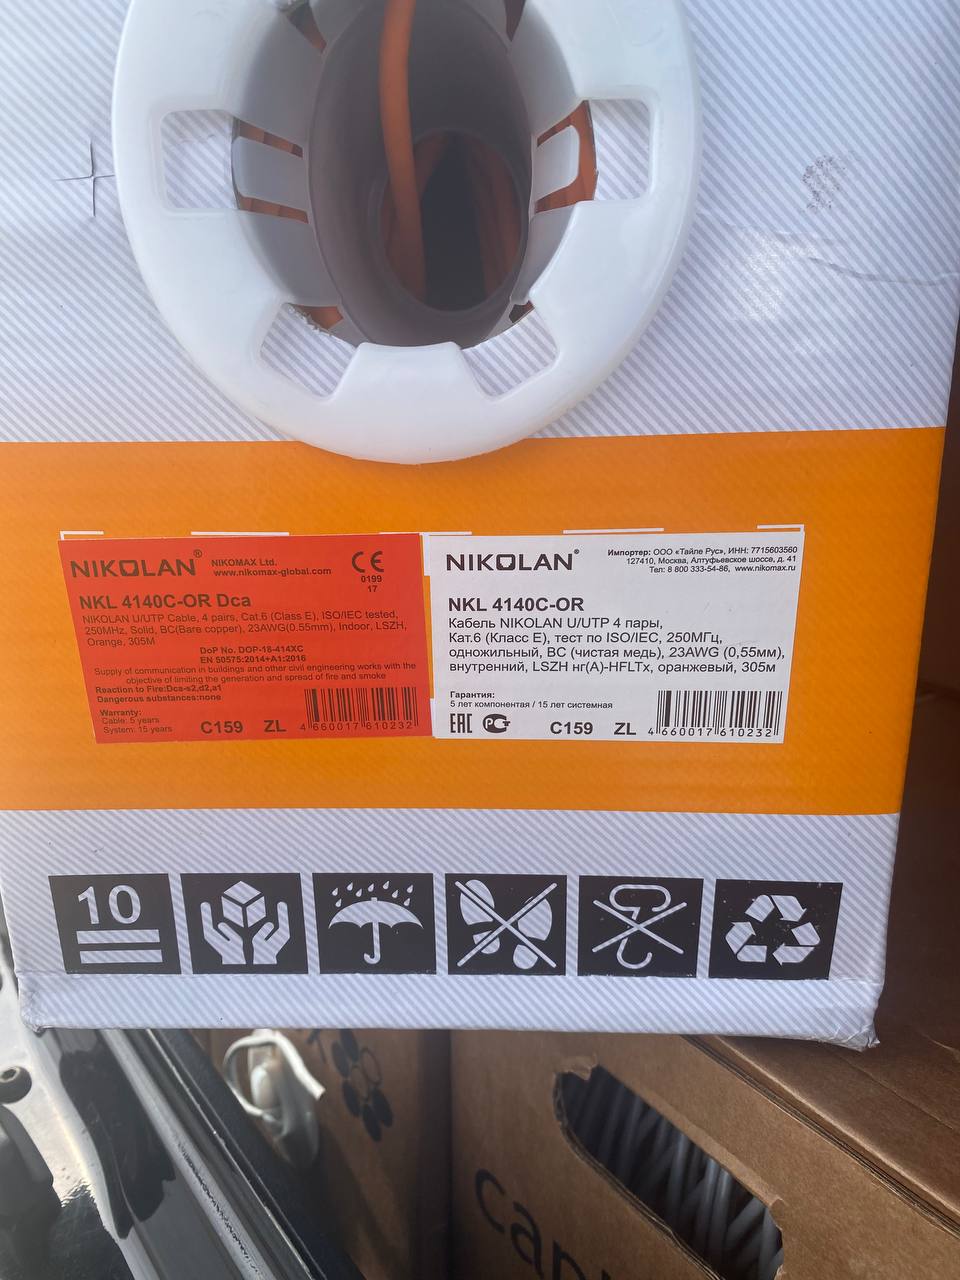 NIKOLAN®
NIKOMAX Ltd.
www.nikomax-global.com
CE
0199
17
NKL 4140C-OR Dca
NIKOLAN U/UTP Cable, 4 pairs, Cat.6 (Class E), ISO/IEC tested,
250MHz, Solid, BC(Bare copper), 23AWG(0.55mm), Indoor, LSZH,
Orange, 305M
DoP No. DOP-18-414XC
EN 50575:2014+A1:2016
Supply of communication in buildings and other civil engineering works with the
objective of limiting the generation and spread of fire and smoke
Reaction to Fire:Dca-s2,d2,a1
Dangerous substances:none
Warranty:
Cable: 5 years
System: 15 years
C159 ZL
4 660017 610232
NIKOLAN®
Импортер: ООО «Тайле Рус», ИНН: 7715603560
127410, Москва, Алтуфьевское шоссе, д. 41
Тел: 8 800 333-54-86, www.nikomax.ru
NKL 4140C-OR
Кабель NIKOLAN U/UTP 4 пары,
Кат.6 (Класс E), тест по ISO/IEC, 250МГц,
одножильный, BC (чистая медь), 23AWG (0,55мм),
внутренний, LSZH нг(А)-HFLTx, оранжевый, 305м
Гарантия:
5 лет компонентая / 15 лет системная
EAC РСТ C159 ZL
4 660017 610232
10